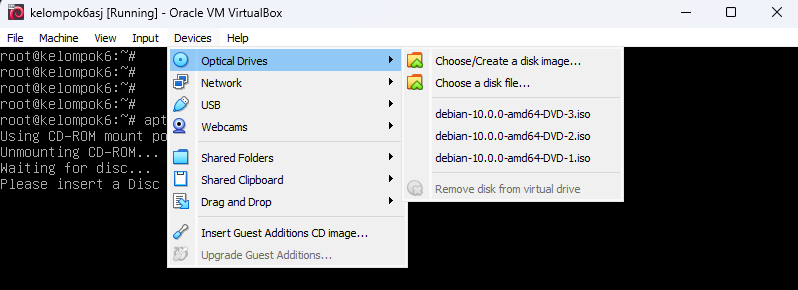 kelompok6asj [Running] - Oracle VM VirtualBox
File Machine View Input Devices Help
root@kelompok6:~#
root@kelompok6:~#
root@kelompok6:~#
root@kelompok6:~#
root@kelompok6:~# apt
Using CD-ROM mount po
Unmounting CD-ROM...
Waiting for disc...
Please insert a Disc
Optical Drives
Network
USB
Webcams
Shared Folders
Shared Clipboard
Drag and Drop
Insert Guest Additions CD image...
Upgrade Guest Additions...
Choose/Create a disk image...
Choose a disk file...
debian-10.0.0-amd64-DVD-3.iso
debian-10.0.0-amd64-DVD-2.iso
debian-10.0.0-amd64-DVD-1.iso
Remove disk from virtual drive